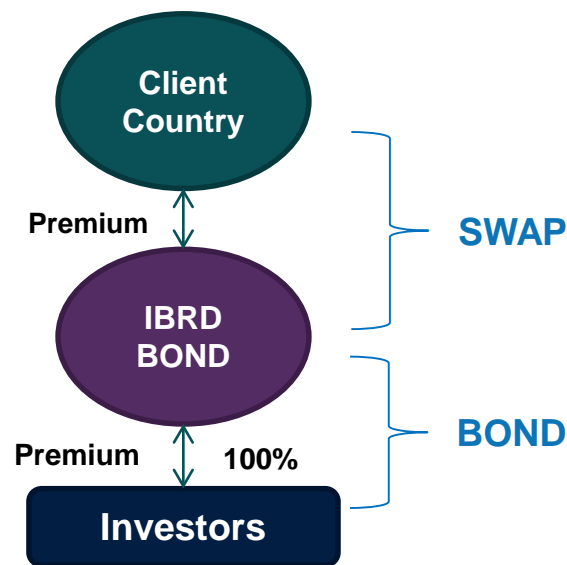 Client
Country
Premium
SWAP
IBRD
BOND
BOND
Premium
100%
Investors